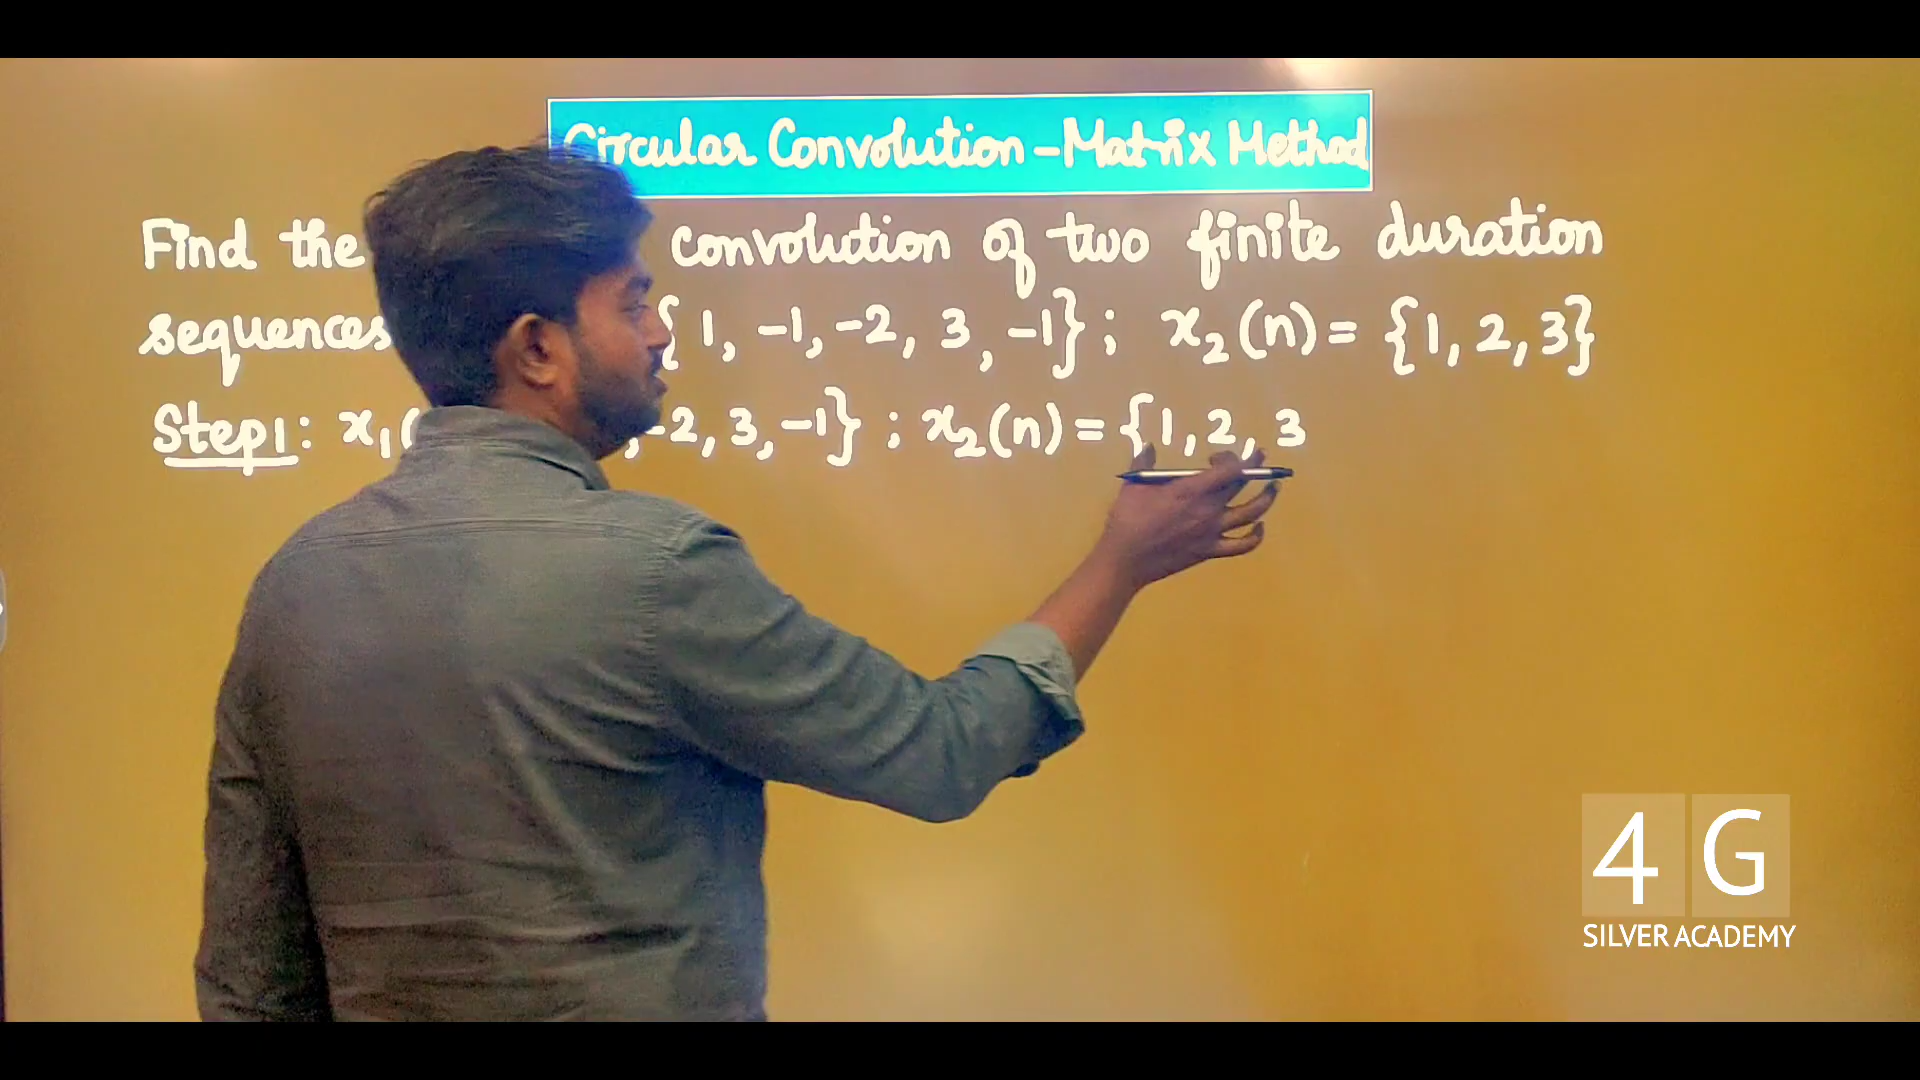 Circular Convolution - Matrix Method
Find the convolution of two finite duration
sequences { 1, -1, -2, 3, -1} ; x₂(n) = {1, 2, 3}
Step1: x₁( , -2, 3, -1} ; x₂(n) = {1, 2, 3
4 G
SILVER ACADEMY